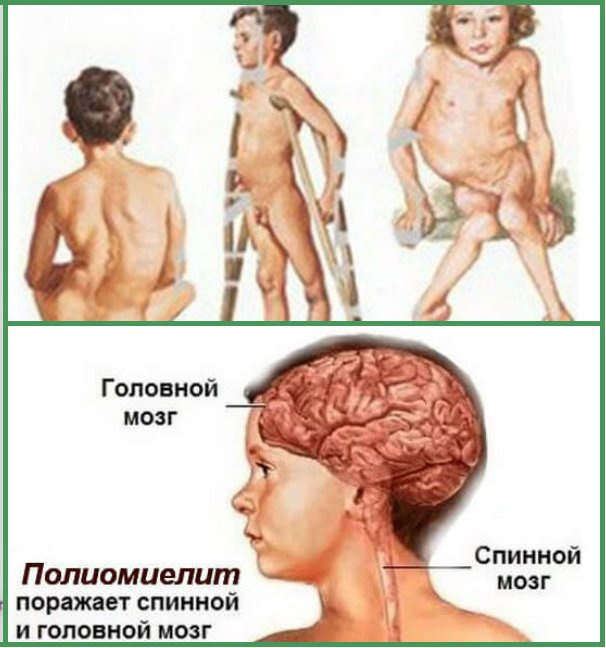 Головной
мозг
Спинной
мозг
Полиомиелит
поражает спинной
и головной мозг